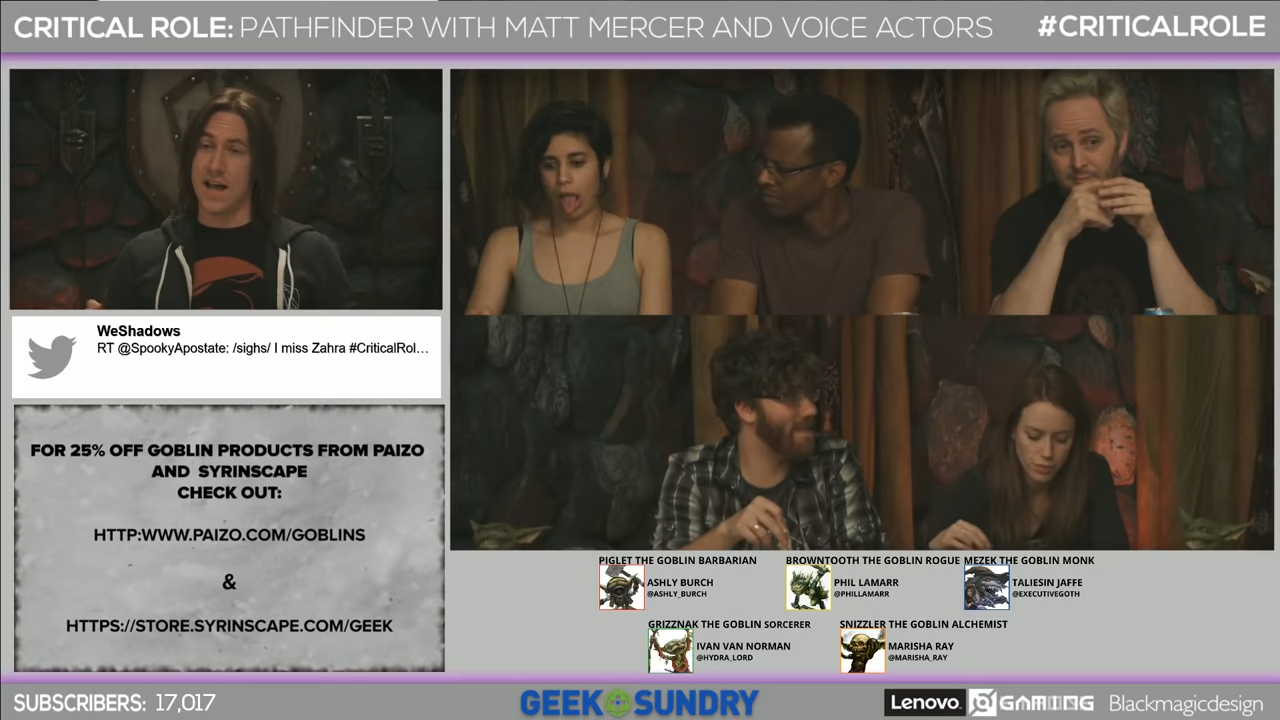 CRITICAL ROLE: PATHFINDER WITH MATT MERCER AND VOICE ACTORS
#CRITICALROLE
WeShadows
RT @SpookyApostate: /sighs/ I miss Zahra #CriticalRol…
FOR 25% OFF GOBLIN PRODUCTS FROM PAIZO
AND SYRINSCAPE
CHECK OUT:
HTTP:WWW.PAIZO.COM/GOBLINS
&
HTTPS://STORE.SYRINSCAPE.COM/GEEK
PIGLET THE GOBLIN BARBARIAN
ASHLY BURCH
@ASHLY_BURCH
BROWNTOOTH THE GOBLIN ROGUE
PHIL LAMARR
@PHILLAMARR
MEZEK THE GOBLIN MONK
TALIESIN JAFFE
@EXECUTIVEGOTH
GRIZZNAK THE GOBLIN SORCERER
IVAN VAN NORMAN
@HYDRA_LORD
SNIZZLER THE GOBLIN ALCHEMIST
MARISHA RAY
@MARISHA_RAY
SUBSCRIBERS: 17,017
GEEK & SUNDRY
Lenovo
GAMING
Blackmagicdesign